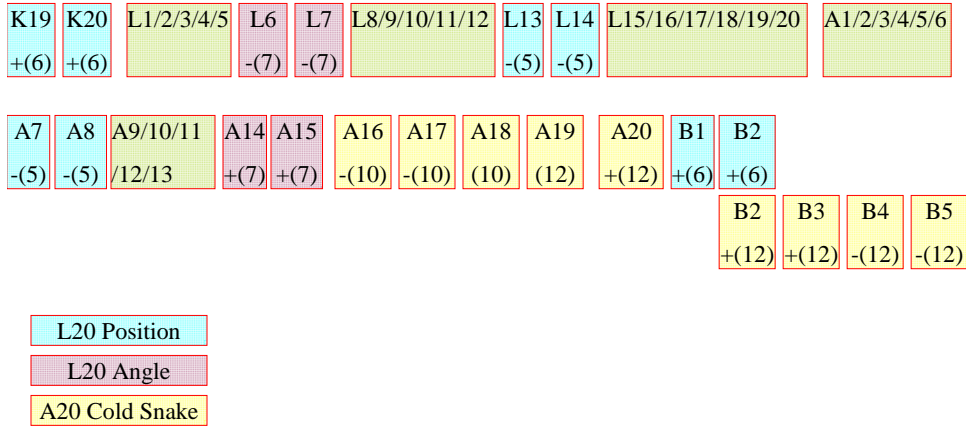 K19 K20 L1/2/3/4/5 L6 L7 L8/9/10/11/12 L13 L14 L15/16/17/18/19/20 A1/2/3/4/5/6
+(6) +(6) -(7) -(7) -(5) -(5)
A7 A8 A9/10/11 A14 A15 A16 A17 A18 A19 A20 B1 B2
-(5) -(5) /12/13 +(7) +(7) -(10) -(10) (10) (12) +(12) +(6) +(6)
B2 B3 B4 B5
+(12) +(12) -(12) -(12)
L20 Position
L20 Angle
A20 Cold Snake